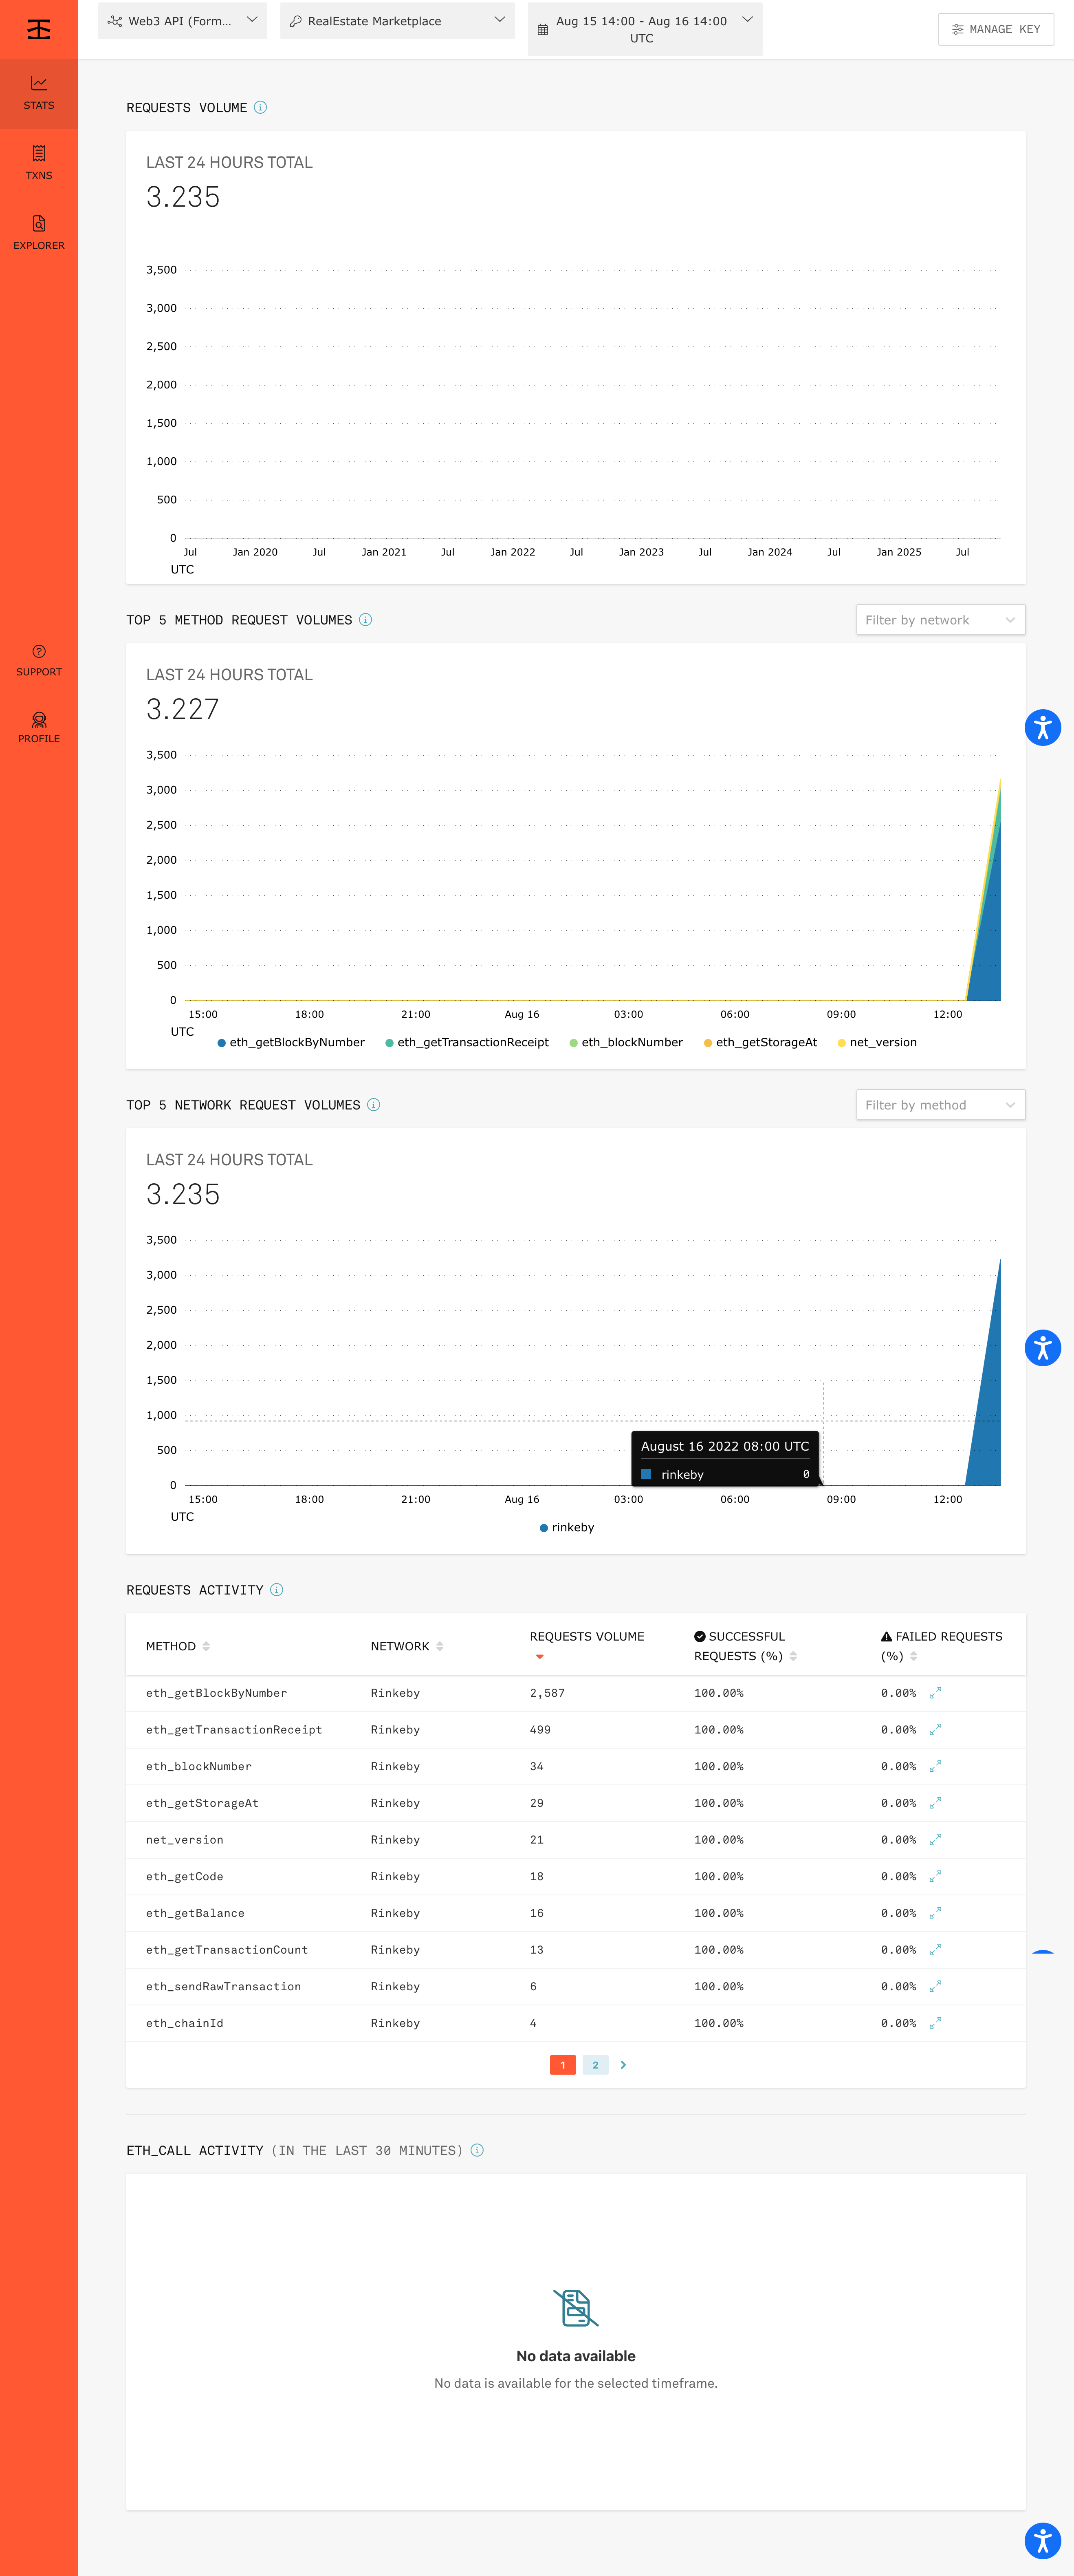 Web3 API (Form...
RealEstate Marketplace
Aug 15 14:00 - Aug 16 14:00
UTC
MANAGE KEY
STATS
TXNS
EXPLORER
SUPPORT
PROFILE
REQUESTS VOLUME
LAST 24 HOURS TOTAL
3.235
3,500
3,000
2,500
2,000
1,500
1,000
500
0
Jul Jan 2020 Jul Jan 2021 Jul Jan 2022 Jul Jan 2023 Jul Jan 2024 Jul Jan 2025 Jul
UTC
TOP 5 METHOD REQUEST VOLUMES
Filter by network
LAST 24 HOURS TOTAL
3.227
3,500
3,000
2,500
2,000
1,500
1,000
500
0
15:00 18:00 21:00 Aug 16 03:00 06:00 09:00 12:00
UTC
eth_getBlockByNumber eth_getTransactionReceipt eth_blockNumber eth_getStorageAt net_version
TOP 5 NETWORK REQUEST VOLUMES
Filter by method
LAST 24 HOURS TOTAL
3.235
3,500
3,000
2,500
2,000
1,500
1,000
500
0
August 16 2022 08:00 UTC
rinkeby 0
15:00 18:00 21:00 Aug 16 03:00 06:00 09:00 12:00
UTC
rinkeby
REQUESTS ACTIVITY
METHOD NETWORK REQUESTS VOLUME SUCCESSFUL REQUESTS (%) FAILED REQUESTS (%)
eth_getBlockByNumber Rinkeby 2,587 100.00% 0.00%
eth_getTransactionReceipt Rinkeby 499 100.00% 0.00%
eth_blockNumber Rinkeby 34 100.00% 0.00%
eth_getStorageAt Rinkeby 29 100.00% 0.00%
net_version Rinkeby 21 100.00% 0.00%
eth_getCode Rinkeby 18 100.00% 0.00%
eth_getBalance Rinkeby 16 100.00% 0.00%
eth_getTransactionCount Rinkeby 13 100.00% 0.00%
eth_sendRawTransaction Rinkeby 6 100.00% 0.00%
eth_chainId Rinkeby 4 100.00% 0.00%
1 2
ETH_CALL ACTIVITY (IN THE LAST 30 MINUTES)
No data available
No data is available for the selected timeframe.